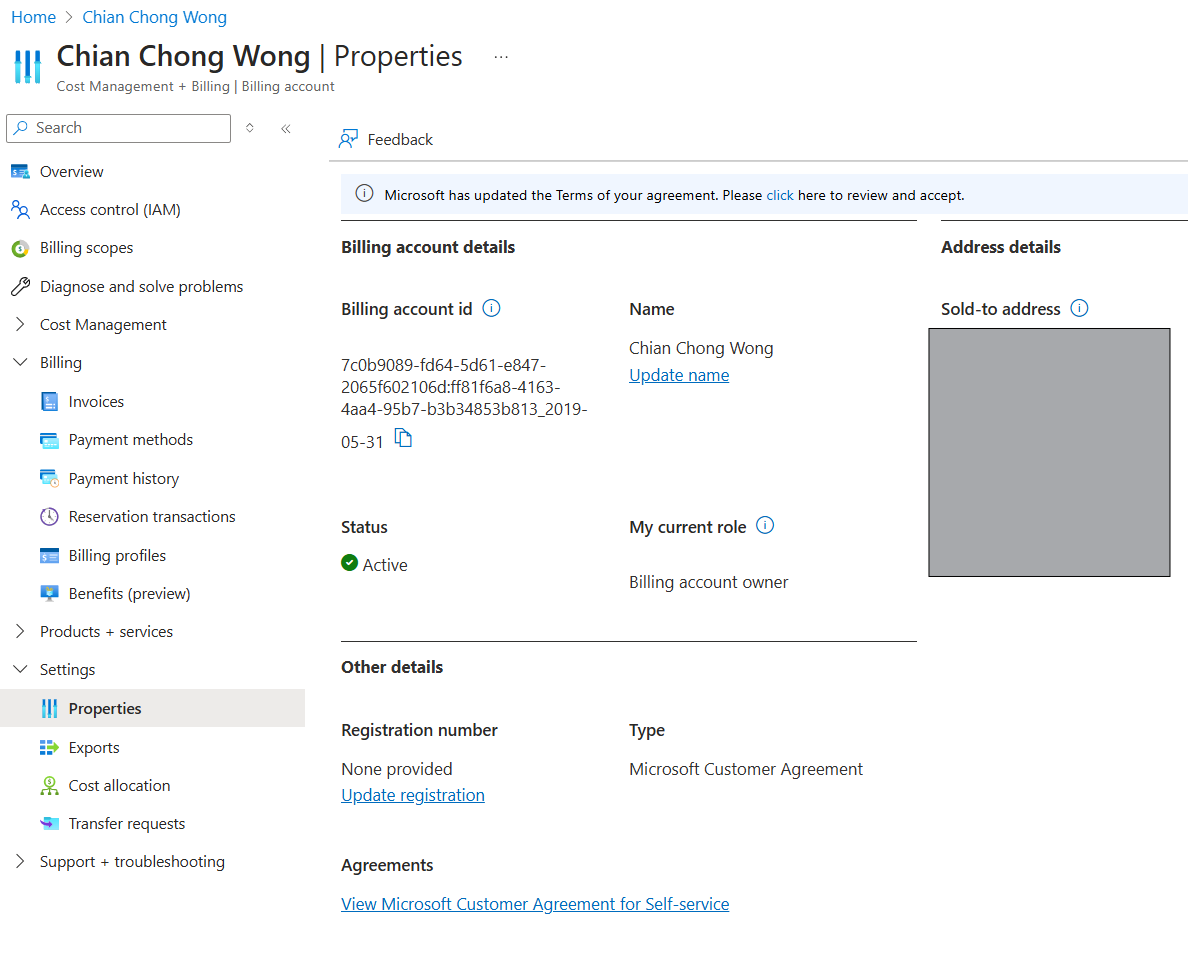 Home > Chian Chong Wong
Chian Chong Wong | Properties ...
Cost Management + Billing | Billing account
Search
Feedback
Overview
Access control (IAM)
Billing scopes
Diagnose and solve problems
Cost Management
Billing
Invoices
Payment methods
Payment history
Reservation transactions
Billing profiles
Benefits (preview)
Products + services
Settings
Properties
Exports
Cost allocation
Transfer requests
Support + troubleshooting
Microsoft has updated the Terms of your agreement. Please click here to review and accept.
Billing account details
Billing account id
7c0b9089-fd64-5d61-e847-
2065f602106d:ff81f6a8-4163-
4aa4-95b7-b3b34853b813_2019-
05-31
Name
Chian Chong Wong
Update name
Status
Active
My current role
Billing account owner
Address details
Sold-to address
Other details
Registration number
None provided
Update registration
Type
Microsoft Customer Agreement
Agreements
View Microsoft Customer Agreement for Self-service